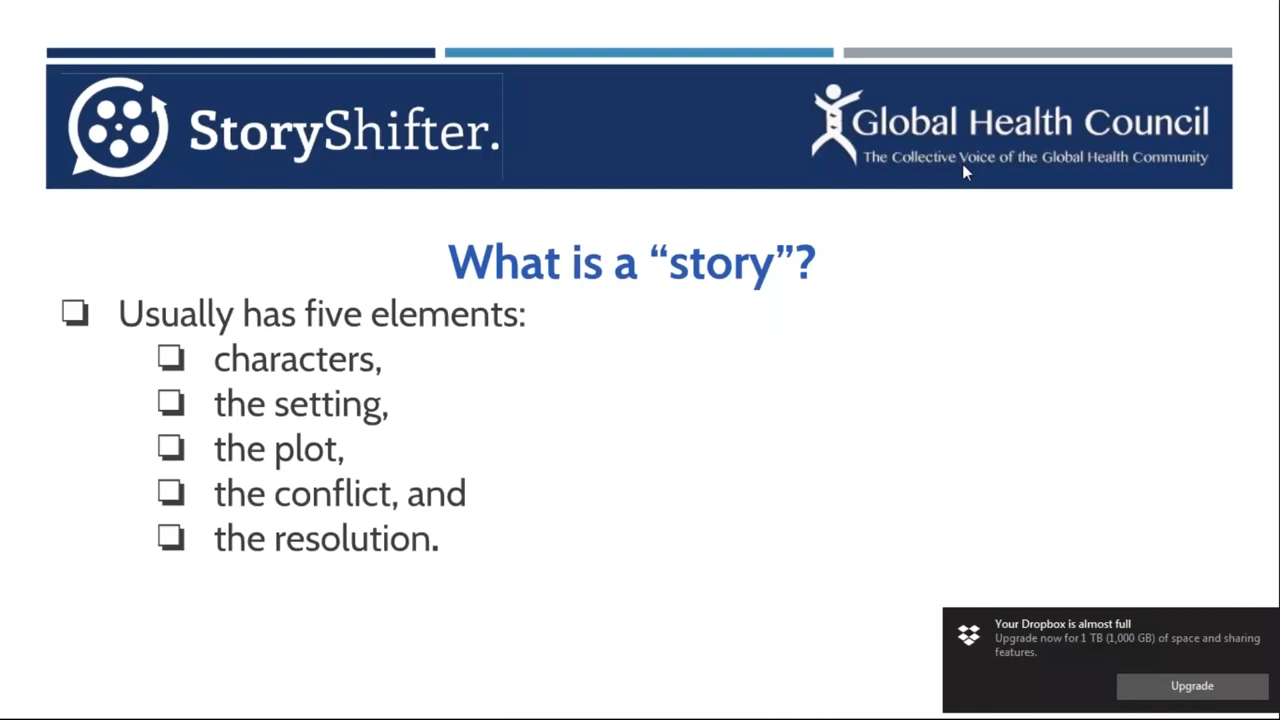 StoryShifter.
Global Health Council
The Collective Voice of the Global Health Community
What is a “story”?
Usually has five elements:
characters,
the setting,
the plot,
the conflict, and
the resolution.
Your Dropbox is almost full
Upgrade now for 1 TB (1,000 GB) of space and sharing
features.
Upgrade